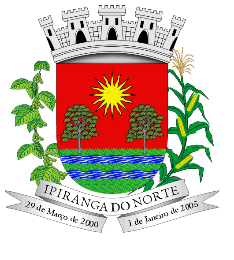 IPIRANGA DO NORTE
29 de Março de 2000
1 de Janeiro de 2005